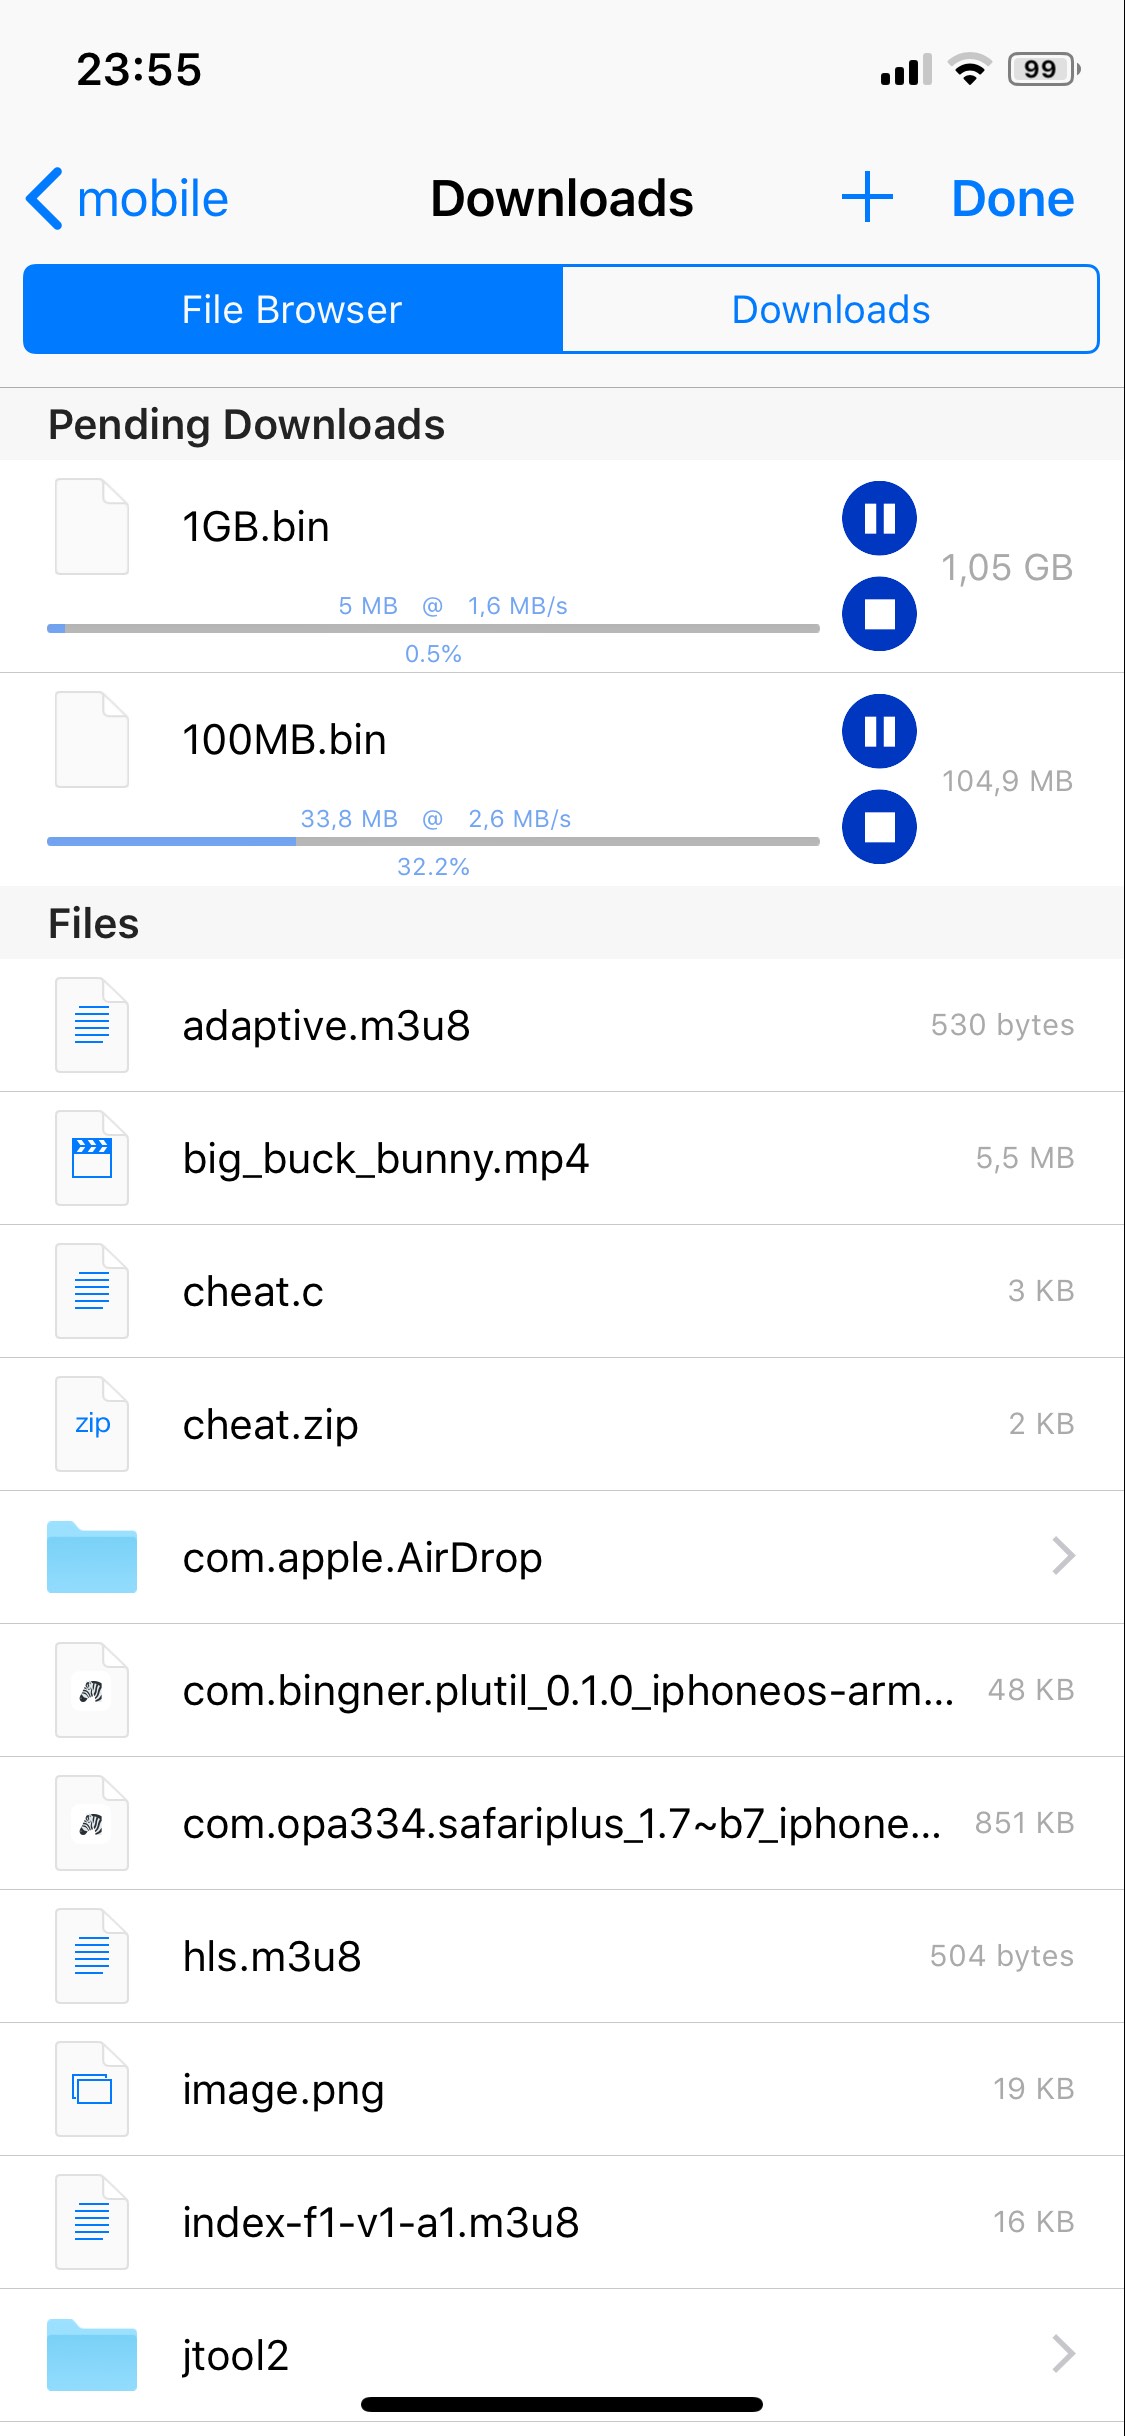 23:55
99
mobile
Downloads
Done
File Browser
Downloads
Pending Downloads
1GB.bin
1,05 GB
5 MB @ 1,6 MB/s
0.5%
100MB.bin
104,9 MB
33,8 MB @ 2,6 MB/s
32.2%
Files
adaptive.m3u8
530 bytes
big_buck_bunny.mp4
5,5 MB
cheat.c
3 KB
zip
cheat.zip
2 KB
com.apple.AirDrop
com.bingner.plutil_0.1.0_iphoneos-arm...
48 KB
com.opa334.safariplus_1.7~b7_iphone...
851 KB
hls.m3u8
504 bytes
image.png
19 KB
index-f1-v1-a1.m3u8
16 KB
jtool2